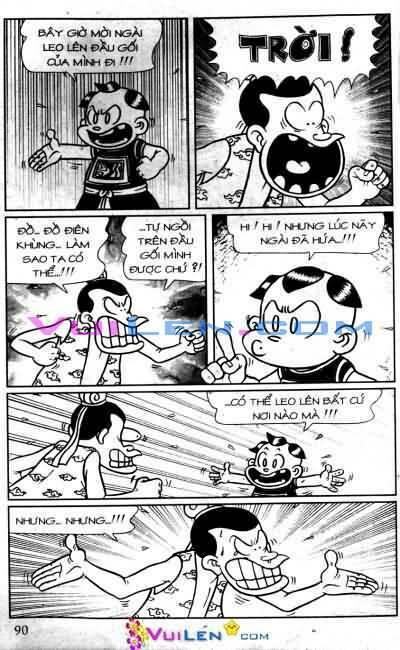 BÂY GIỜ MỜI NGÀI
LEO LÊN ĐẦU GỐI
CỦA MÌNH ĐI !!!
TRỜI !
ĐỒ... ĐỒ ĐIÊN
KHÙNG... LÀM
SAO TA CÓ
THỂ...!!!
...TỰ NGỒI
TRÊN ĐẦU
GỐI MÌNH
ĐƯỢC CHỨ ?!
HI ! HI ! NHƯNG LÚC NÃY
NGÀI ĐÃ HỨA...!!!
VUILEN.COM
...CÓ THỂ LEO LÊN BẤT CỨ
NƠI NÀO MÀ !!!
NHƯNG... NHƯNG...!!!
90
VUILEN.COM